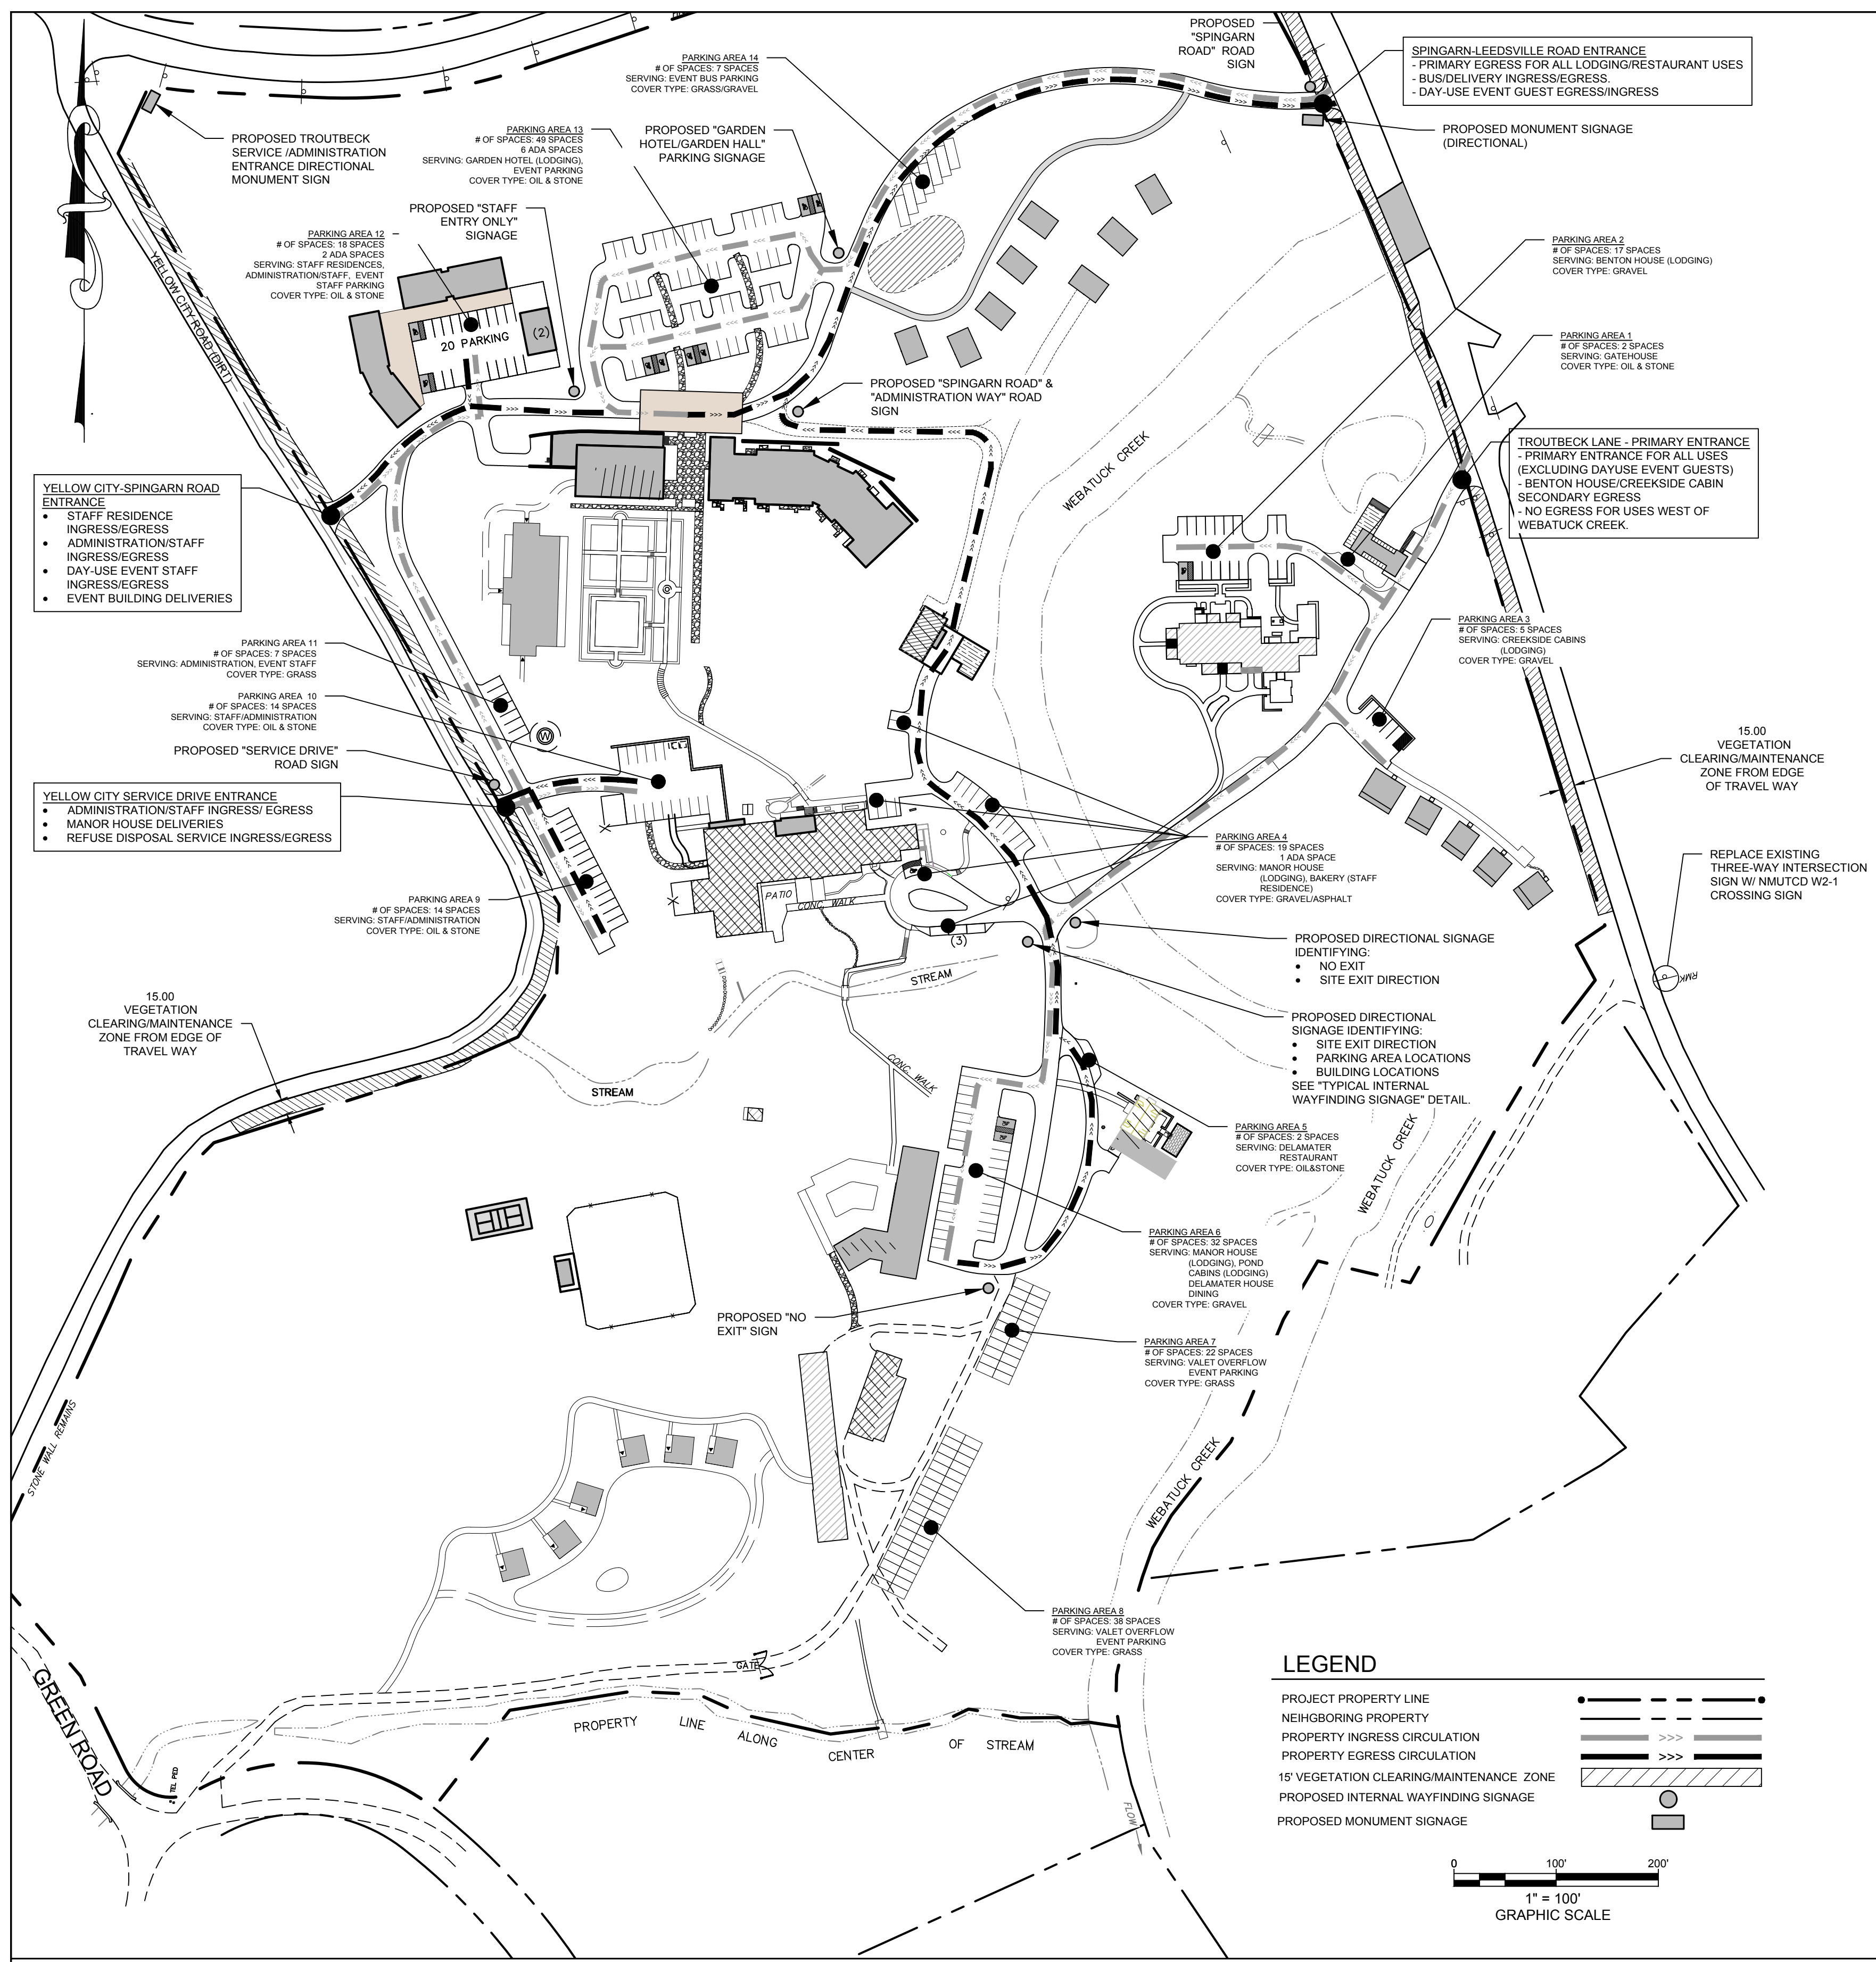 PROPOSED
"SPINGARN
ROAD" ROAD
SIGN
SPINGARN-LEEDSVILLE ROAD ENTRANCE
- PRIMARY EGRESS FOR ALL LODGING/RESTAURANT USES
- BUS/DELIVERY INGRESS/EGRESS.
- DAY-USE EVENT GUEST EGRESS/INGRESS
PROPOSED MONUMENT SIGNAGE
(DIRECTIONAL)
PARKING AREA 14
# OF SPACES: 7 SPACES
SERVING: EVENT BUS PARKING
COVER TYPE: GRASS/GRAVEL
PROPOSED TROUTBECK
SERVICE /ADMINISTRATION
ENTRANCE DIRECTIONAL
MONUMENT SIGN
PARKING AREA 13
# OF SPACES: 49 SPACES
6 ADA SPACES
SERVING: GARDEN HOTEL (LODGING),
EVENT PARKING
COVER TYPE: OIL & STONE
PROPOSED "GARDEN
HOTEL/GARDEN HALL"
PARKING SIGNAGE
PROPOSED "STAFF
ENTRY ONLY"
SIGNAGE
PARKING AREA 12
# OF SPACES: 18 SPACES
2 ADA SPACES
SERVING: STAFF RESIDENCES,
ADMINISTRATION/STAFF, EVENT
STAFF PARKING
COVER TYPE: OIL & STONE
YELLOW CITY ROAD (DIRT)
20 PARKING
(2)
PARKING AREA 2
# OF SPACES: 17 SPACES
SERVING: BENTON HOUSE (LODGING)
COVER TYPE: GRAVEL
PARKING AREA 1
# OF SPACES: 2 SPACES
SERVING: GATEHOUSE
COVER TYPE: OIL & STONE
PROPOSED "SPINGARN ROAD" &
"ADMINISTRATION WAY" ROAD
SIGN
WEBATUCK CREEK
TROUTBECK LANE - PRIMARY ENTRANCE
- PRIMARY ENTRANCE FOR ALL USES
(EXCLUDING DAYUSE EVENT GUESTS)
- BENTON HOUSE/CREEKSIDE CABIN
SECONDARY EGRESS
- NO EGRESS FOR USES WEST OF
WEBATUCK CREEK.
YELLOW CITY-SPINGARN ROAD
ENTRANCE
• STAFF RESIDENCE
INGRESS/EGRESS
• ADMINISTRATION/STAFF
INGRESS/EGRESS
• DAY-USE EVENT STAFF
INGRESS/EGRESS
• EVENT BUILDING DELIVERIES
PARKING AREA 3
# OF SPACES: 5 SPACES
SERVING: CREEKSIDE CABINS
(LODGING)
COVER TYPE: GRAVEL
PARKING AREA 11
# OF SPACES: 7 SPACES
SERVING: ADMINISTRATION, EVENT STAFF
COVER TYPE: GRASS
PARKING AREA 10
# OF SPACES: 14 SPACES
SERVING: STAFF/ADMINISTRATION
COVER TYPE: OIL & STONE
W
PROPOSED "SERVICE DRIVE"
ROAD SIGN
YELLOW CITY SERVICE DRIVE ENTRANCE
• ADMINISTRATION/STAFF INGRESS/ EGRESS
• MANOR HOUSE DELIVERIES
• REFUSE DISPOSAL SERVICE INGRESS/EGRESS
15.00
VEGETATION
CLEARING/MAINTENANCE
ZONE FROM EDGE
OF TRAVEL WAY
PARKING AREA 4
# OF SPACES: 19 SPACES
1 ADA SPACE
SERVING: MANOR HOUSE
(LODGING), BAKERY (STAFF
RESIDENCE)
COVER TYPE: GRAVEL/ASPHALT
REPLACE EXISTING
THREE-WAY INTERSECTION
SIGN W/ NMUTCD W2-1
CROSSING SIGN
PARKING AREA 9
# OF SPACES: 14 SPACES
SERVING: STAFF/ADMINISTRATION
COVER TYPE: OIL & STONE
PATIO
CONC. WALK
(3)
STREAM
PROPOSED DIRECTIONAL SIGNAGE
IDENTIFYING:
• NO EXIT
• SITE EXIT DIRECTION
RMK
15.00
VEGETATION
CLEARING/MAINTENANCE
ZONE FROM EDGE OF
TRAVEL WAY
PROPOSED DIRECTIONAL
SIGNAGE IDENTIFYING:
• SITE EXIT DIRECTION
• PARKING AREA LOCATIONS
• BUILDING LOCATIONS
SEE "TYPICAL INTERNAL
WAYFINDING SIGNAGE" DETAIL.
STREAM
CONC. WALK
PARKING AREA 5
# OF SPACES: 2 SPACES
SERVING: DELAMATER
RESTAURANT
COVER TYPE: OIL&STONE
WEBATUCK CREEK
PARKING AREA 6
# OF SPACES: 32 SPACES
SERVING: MANOR HOUSE
(LODGING), POND
CABINS (LODGING)
DELAMATER HOUSE
DINING
COVER TYPE: GRAVEL
PROPOSED "NO
EXIT" SIGN
PARKING AREA 7
# OF SPACES: 22 SPACES
SERVING: VALET OVERFLOW
EVENT PARKING
COVER TYPE: GRASS
STONE WALL REMAINS
WEBATUCK CREEK
PARKING AREA 8
# OF SPACES: 38 SPACES
SERVING: VALET OVERFLOW
EVENT PARKING
COVER TYPE: GRASS
GATE
GREEN ROAD
TEL PED
PROPERTY LINE ALONG CENTER OF STREAM
FLOW
LEGEND
PROJECT PROPERTY LINE
NEIHGBORING PROPERTY
PROPERTY INGRESS CIRCULATION >>>
PROPERTY EGRESS CIRCULATION >>>
15' VEGETATION CLEARING/MAINTENANCE ZONE
PROPOSED INTERNAL WAYFINDING SIGNAGE
PROPOSED MONUMENT SIGNAGE
0 100' 200'
1" = 100'
GRAPHIC SCALE